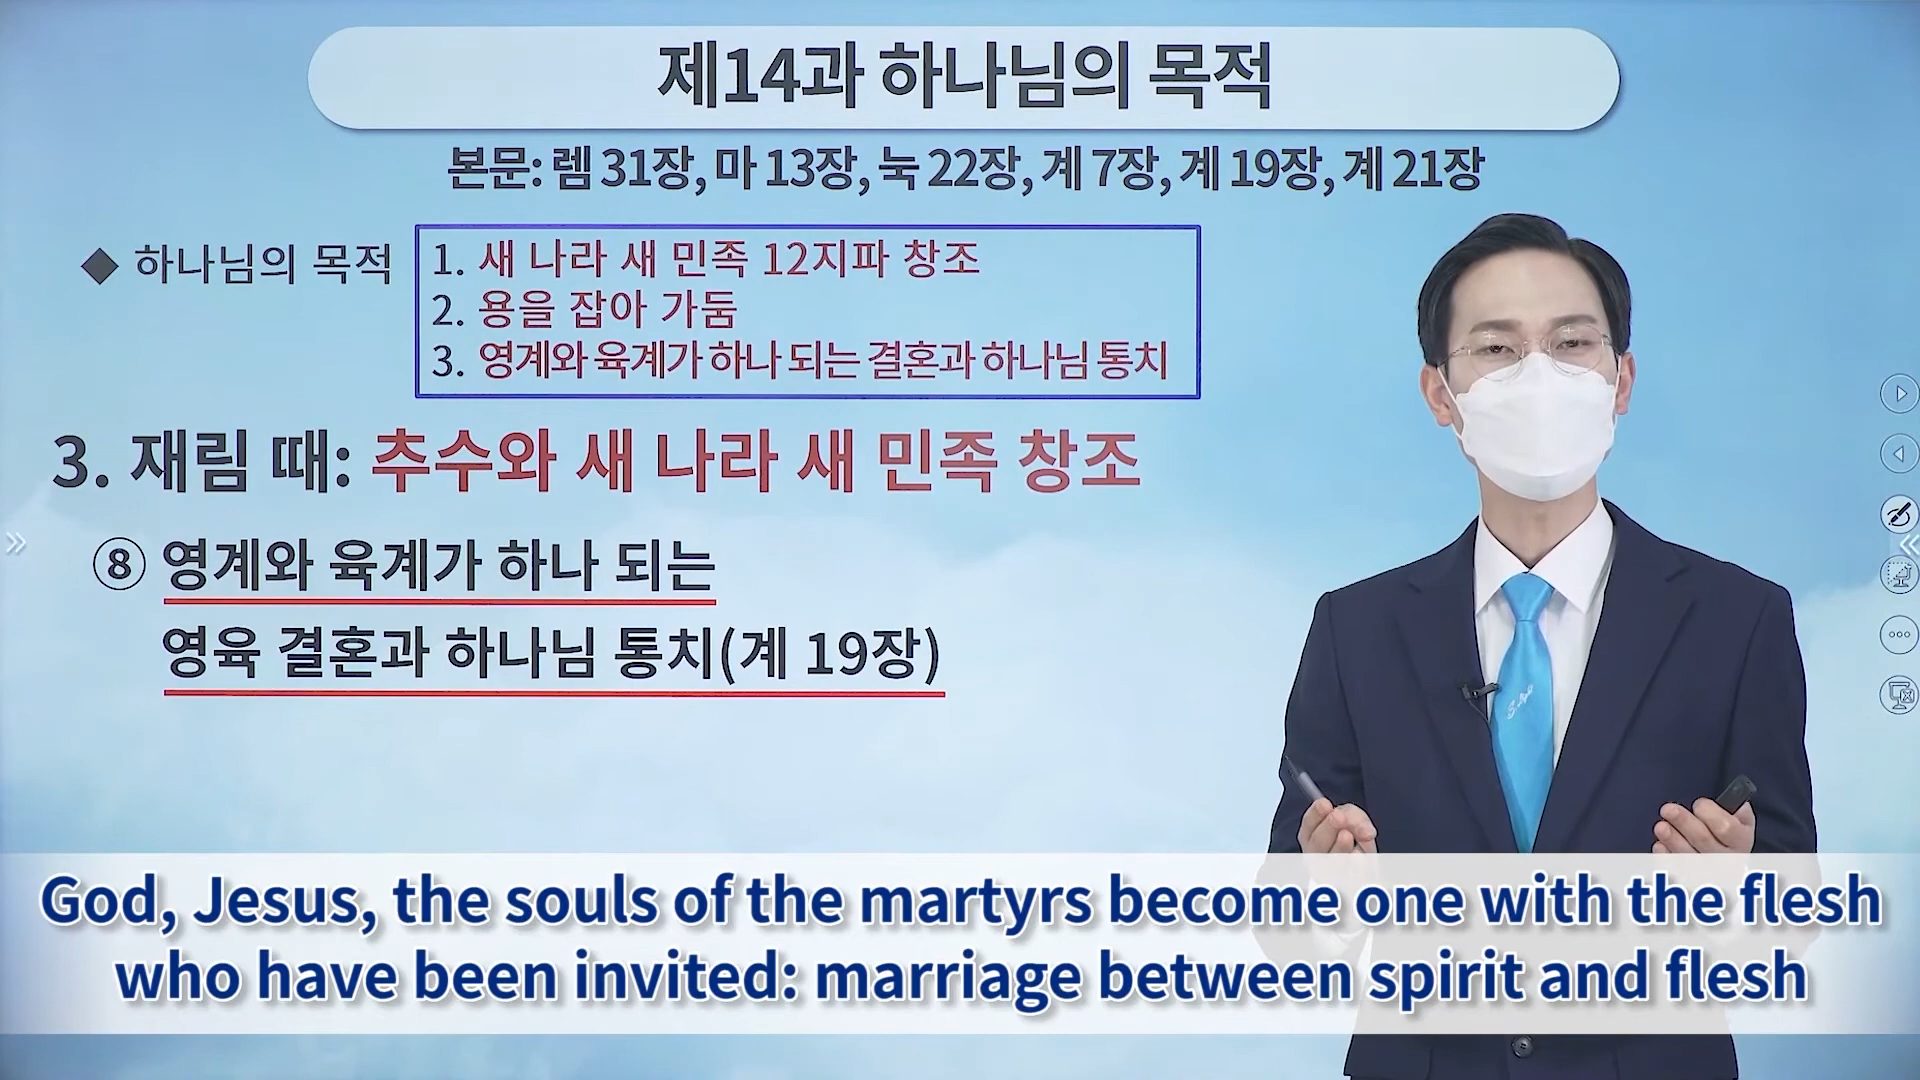 제14과 하나님의 목적
본문: 렘 31장, 마 13장, 눅 22장, 계 7장, 계 19장, 계 21장
◆ 하나님의 목적
1. 새 나라 새 민족 12지파 창조
2. 용을 잡아 가둠
3. 영계와 육계가 하나 되는 결혼과 하나님 통치
3. 재림 때: 추수와 새 나라 새 민족 창조
⑧ 영계와 육계가 하나 되는
영육 결혼과 하나님 통치(계 19장)
God, Jesus, the souls of the martyrs become one with the flesh
who have been invited: marriage between spirit and flesh